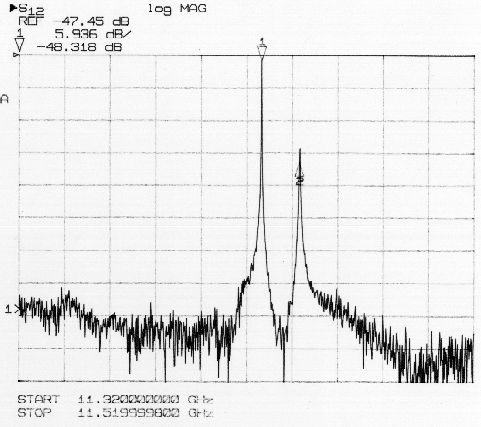 ▶S12 log MAG
REF -47.45 dB
1 5.936 dB/
▽ -48.318 dB
1
A
2
1
START 11.320000000 GHz
STOP 11.519999800 GHz